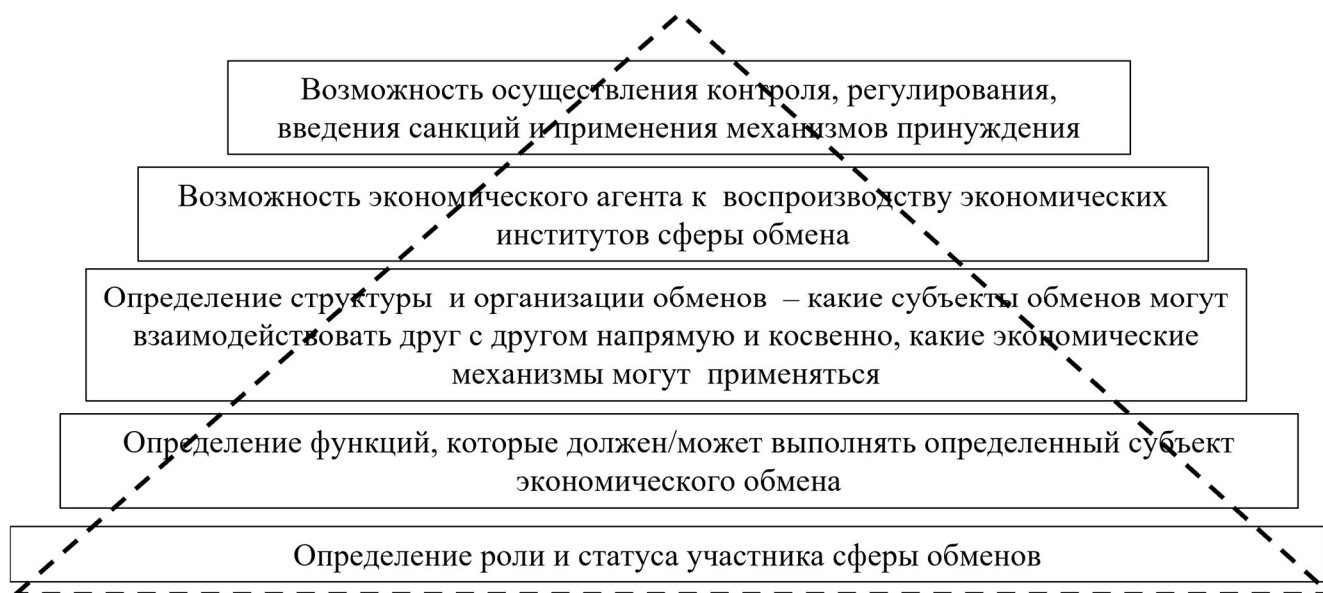 Возможность осуществления контроля, регулирования,
введения санкций и применения механизмов принуждения
Возможность экономического агента к воспроизводству экономических
институтов сферы обмена
Определение структуры и организации обменов – какие субъекты обменов могут
взаимодействовать друг с другом напрямую и косвенно, какие экономические
механизмы могут применяться
Определение функций, которые должен/может выполнять определенный субъект
экономического обмена
Определение роли и статуса участника сферы обменов